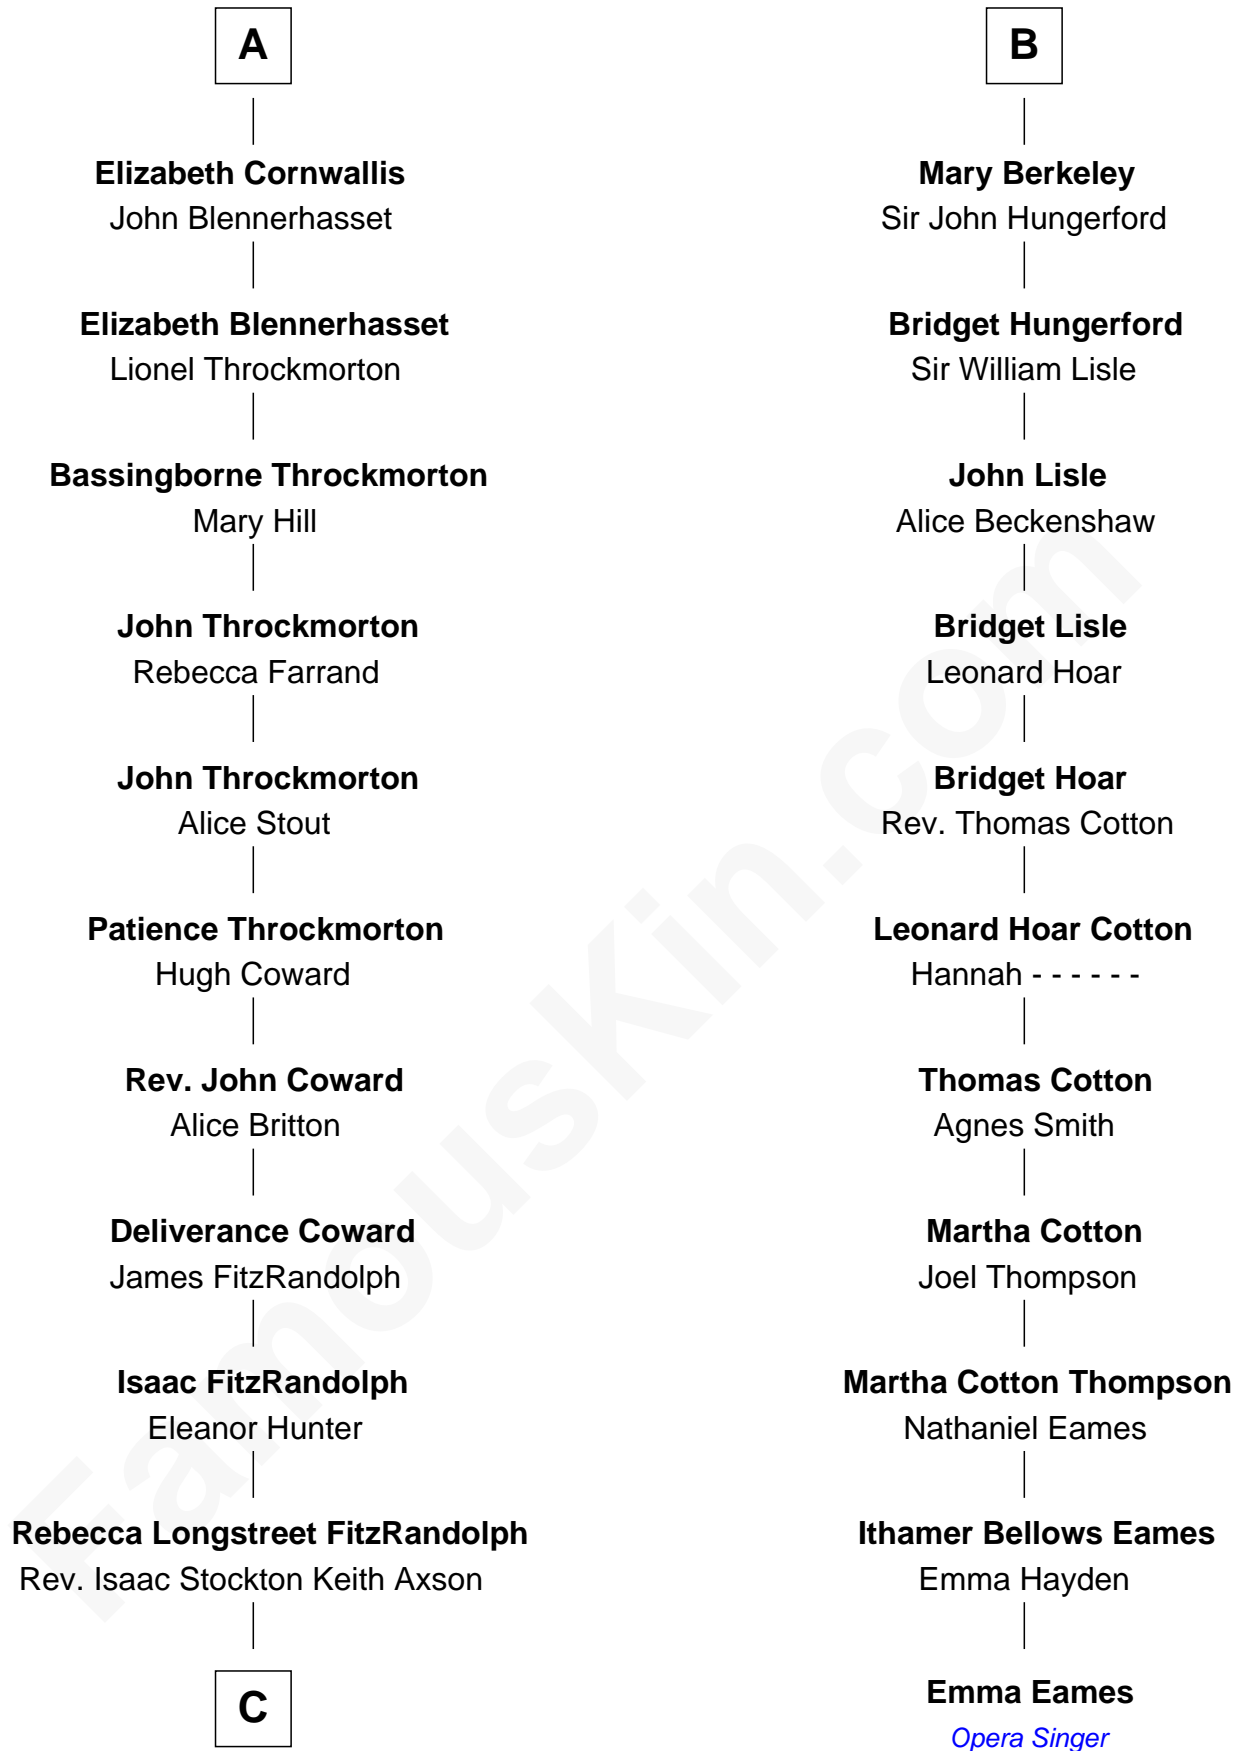 A
Elizabeth Cornwallis
John Blennerhasset
Elizabeth Blennerhasset
Lionel Throckmorton
Bassingborne Throckmorton
Mary Hill
John Throckmorton
Rebecca Farrand
John Throckmorton
Alice Stout
Patience Throckmorton
Hugh Coward
Rev. John Coward
Alice Britton
Deliverance Coward
James FitzRandolph
Isaac FitzRandolph
Eleanor Hunter
Rebecca Longstreet FitzRandolph
Rev. Isaac Stockton Keith Axson
C
B
Mary Berkeley
Sir John Hungerford
Bridget Hungerford
Sir William Lisle
John Lisle
Alice Beckenshaw
Bridget Lisle
Leonard Hoar
Bridget Hoar
Rev. Thomas Cotton
Leonard Hoar Cotton
Hannah - - - - - -
Thomas Cotton
Agnes Smith
Martha Cotton
Joel Thompson
Martha Cotton Thompson
Nathaniel Eames
Ithamer Bellows Eames
Emma Hayden
Emma Eames
Opera Singer
FamousKin.com